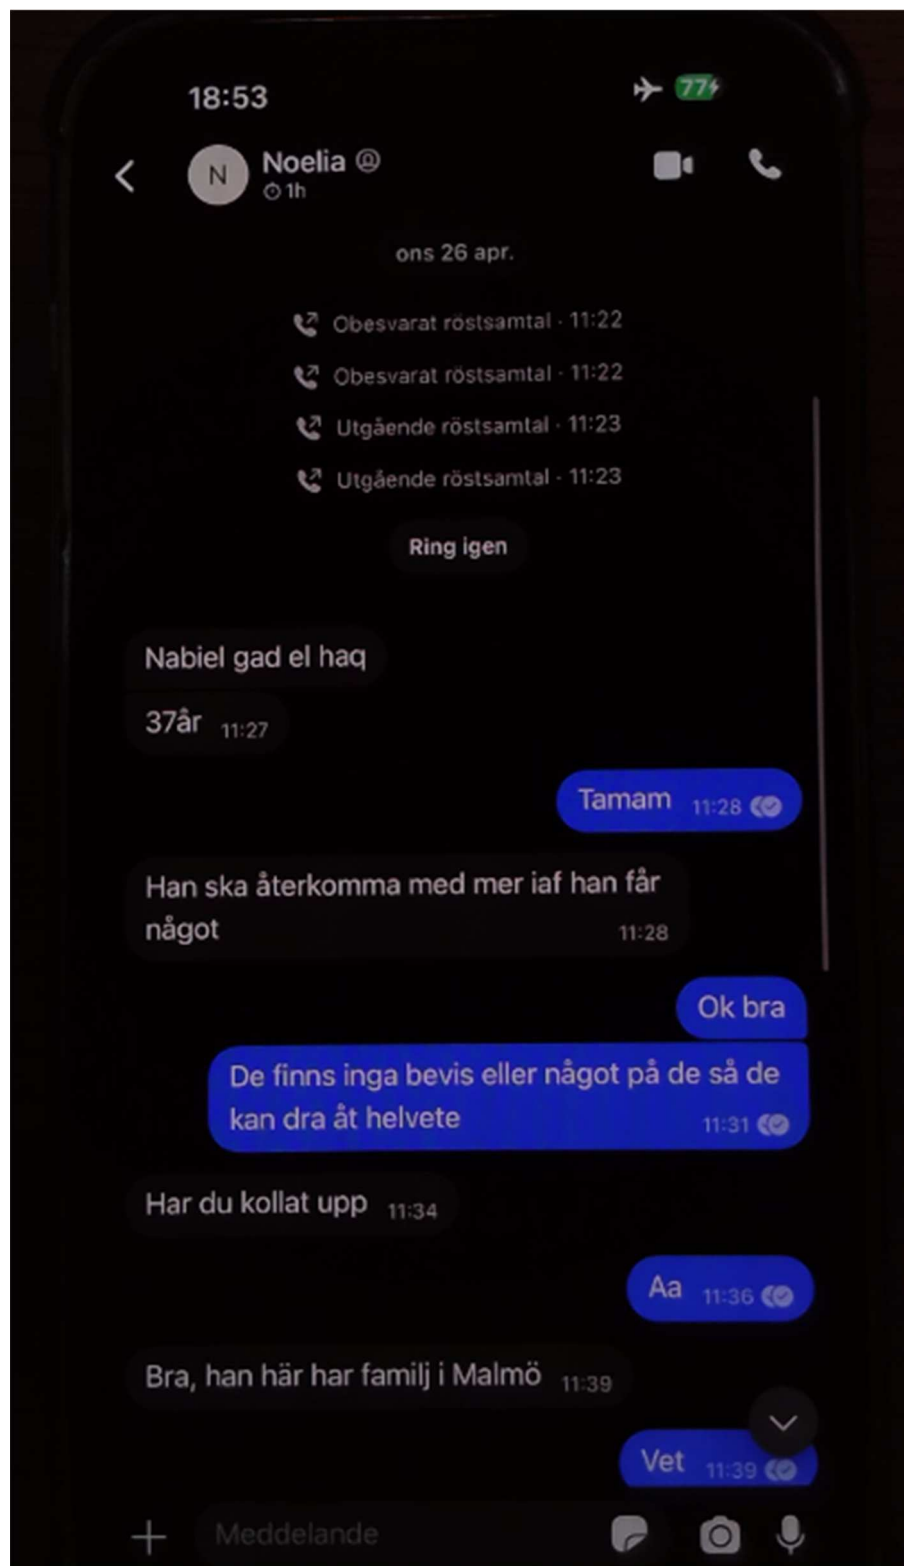 18:53
77
N
Noelia
1h
ons 26 apr.
Obesvarat röstsamtal · 11:22
Obesvarat röstsamtal · 11:22
Utgående röstsamtal · 11:23
Utgående röstsamtal · 11:23
Ring igen
Nabiel gad el haq
37år 11:27
Tamam 11:28
Han ska återkomma med mer iaf han får
något 11:28
Ok bra
De finns inga bevis eller något på de så de
kan dra åt helvete 11:31
Har du kollat upp 11:34
Aa 11:36
Bra, han här har familj i Malmö 11:39
Vet 11:39
Meddelande